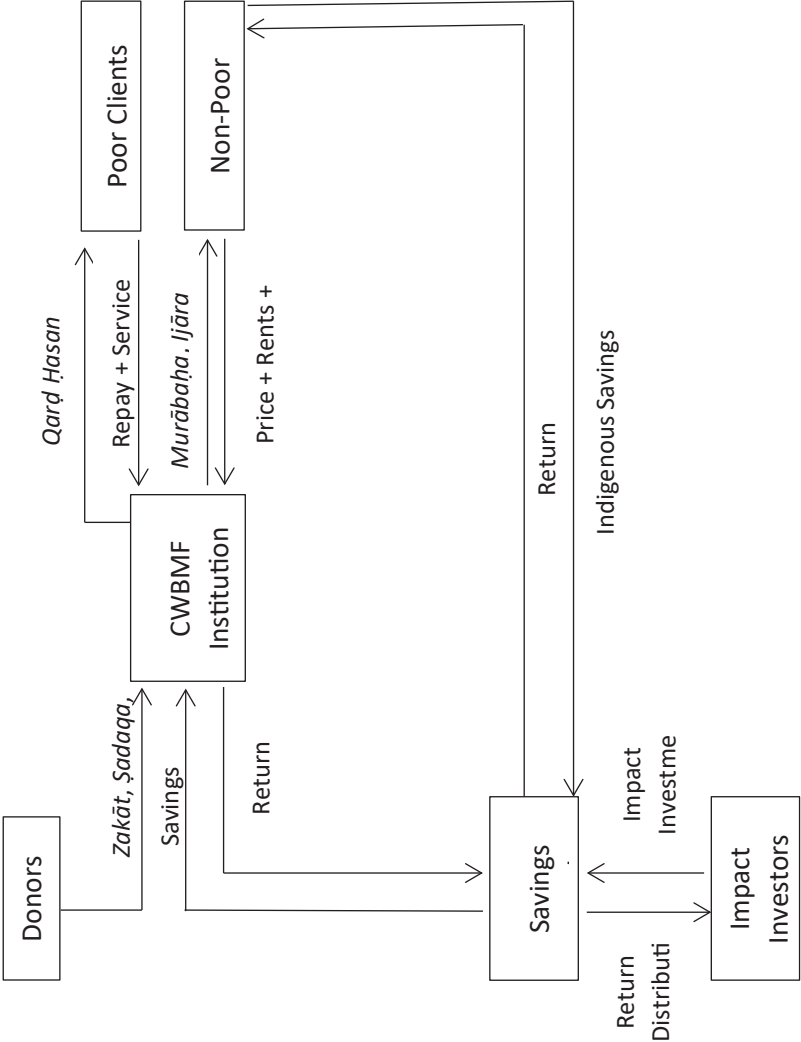 Donors
Zakāt, Ṣadaqa,
Savings
Return
CWBMF
Institution
Qarḍ Ḥasan
Repay + Service
Murābaḥa. Ijāra
Price + Rents +
Poor Clients
Non-Poor
Return
Indigenous Savings
Savings
Impact
Investme
Return
Distributi
Impact
Investors